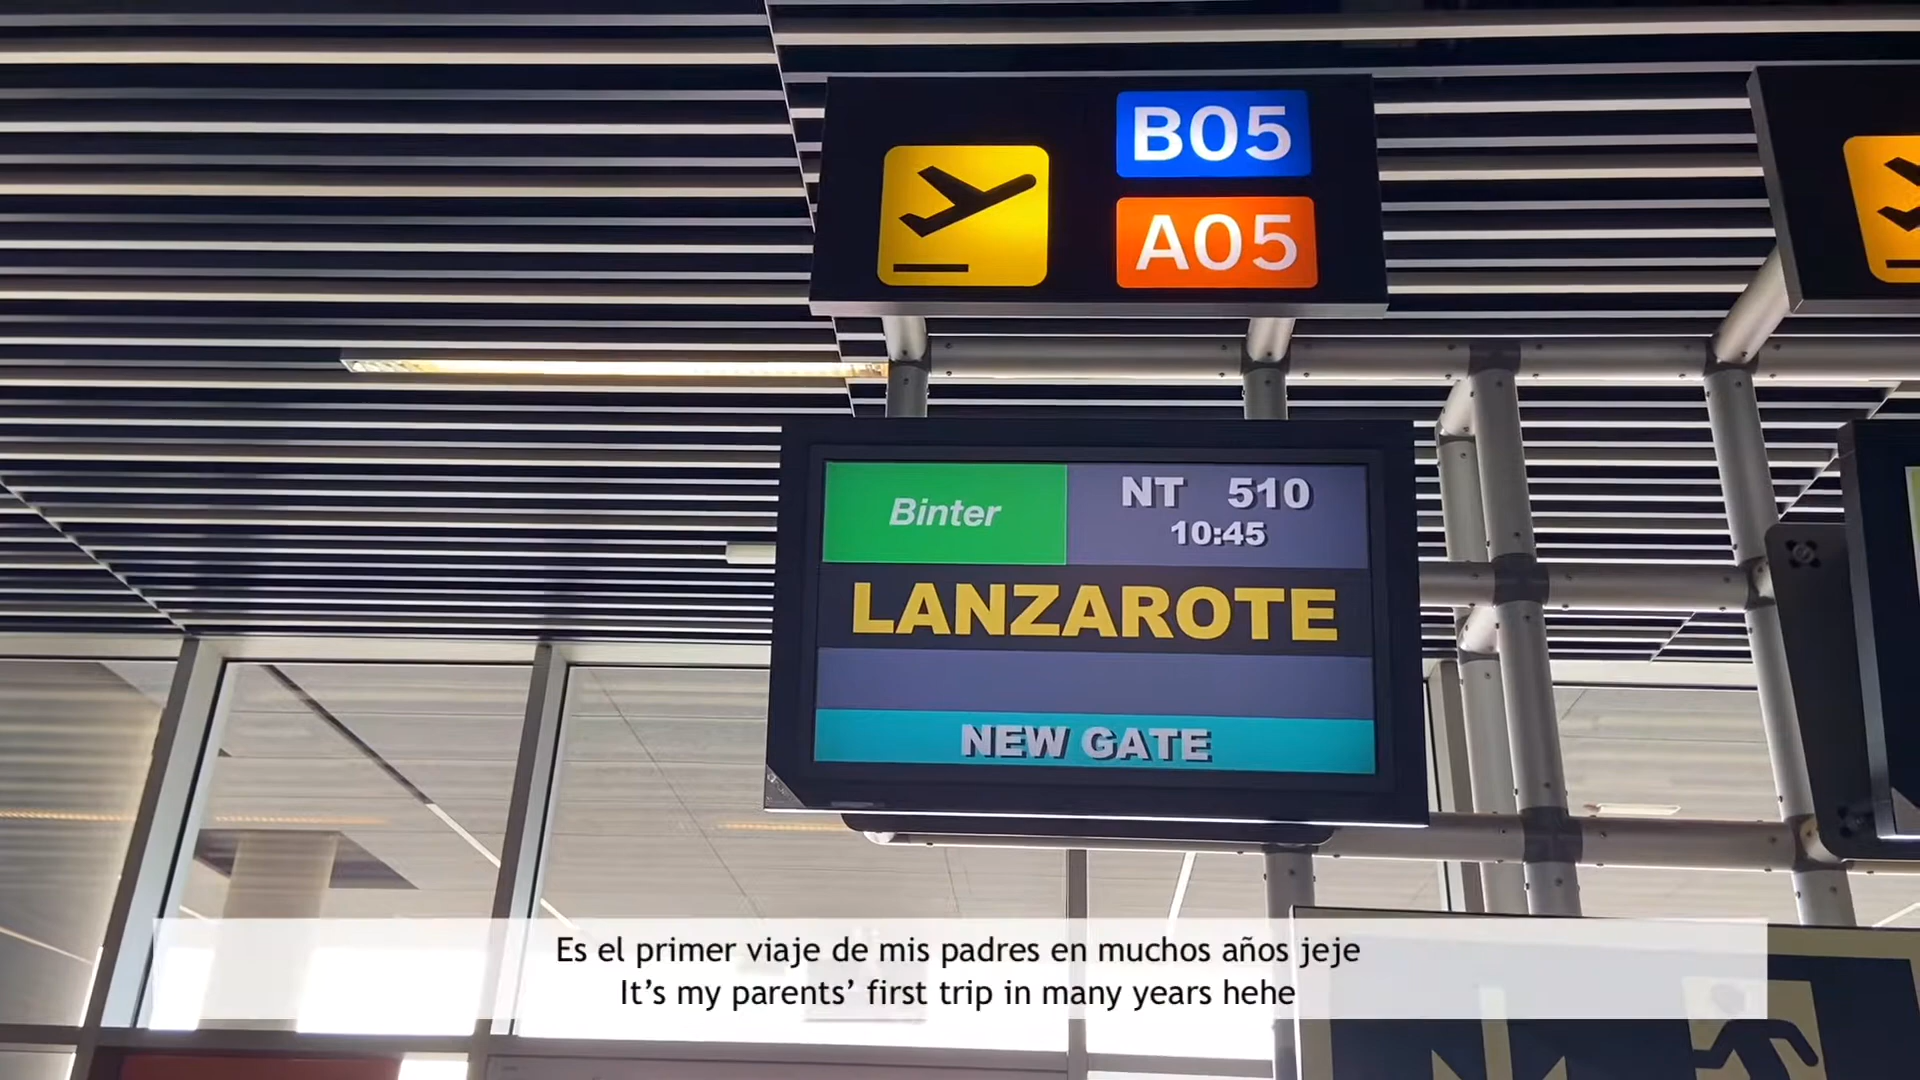 B05
A05
Binter
NT 510
10:45
LANZAROTE
NEW GATE
Es el primer viaje de mis padres en muchos años jeje
It’s my parents’ first trip in many years hehe